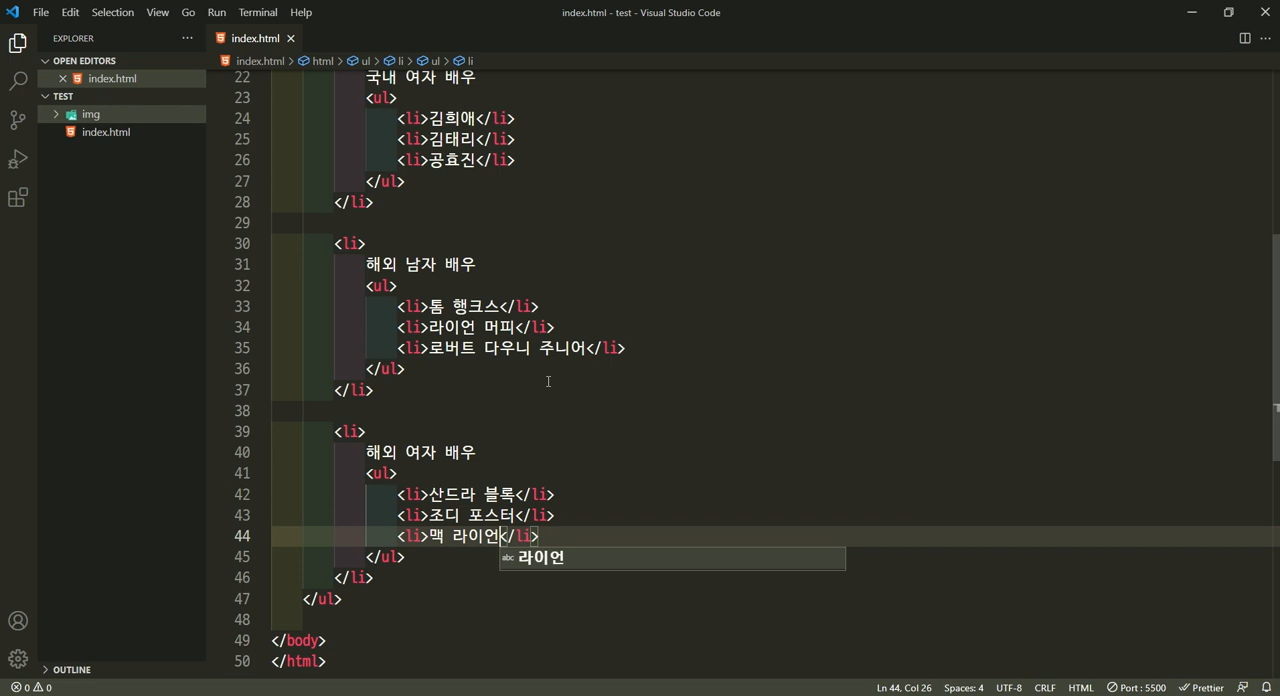 File Edit Selection View Go Run Terminal Help
index.html - test - Visual Studio Code
EXPLORER ···
index.html
OPEN EDITORS
index.html
TEST
img
index.html
index.html > html > ul > li > ul > li
22 국내 여자 배우
23 <ul>
24 <li>김희애</li>
25 <li>김태리</li>
26 <li>공효진</li>
27 </ul>
28 </li>
29
30 <li>
31 해외 남자 배우
32 <ul>
33 <li>톰 행크스</li>
34 <li>라이언 머피</li>
35 <li>로버트 다우니 주니어</li>
36 </ul>
37 </li>
38
39 <li>
40 해외 여자 배우
41 <ul>
42 <li>산드라 블록</li>
43 <li>조디 포스터</li>
44 <li>맥 라이언</li>
abc 라이언
45 </ul>
46 </li>
47 </ul>
48
49 </body>
50 </html>
OUTLINE
0 0
Ln 44, Col 26 Spaces: 4 UTF-8 CRLF HTML Port : 5500 Prettier